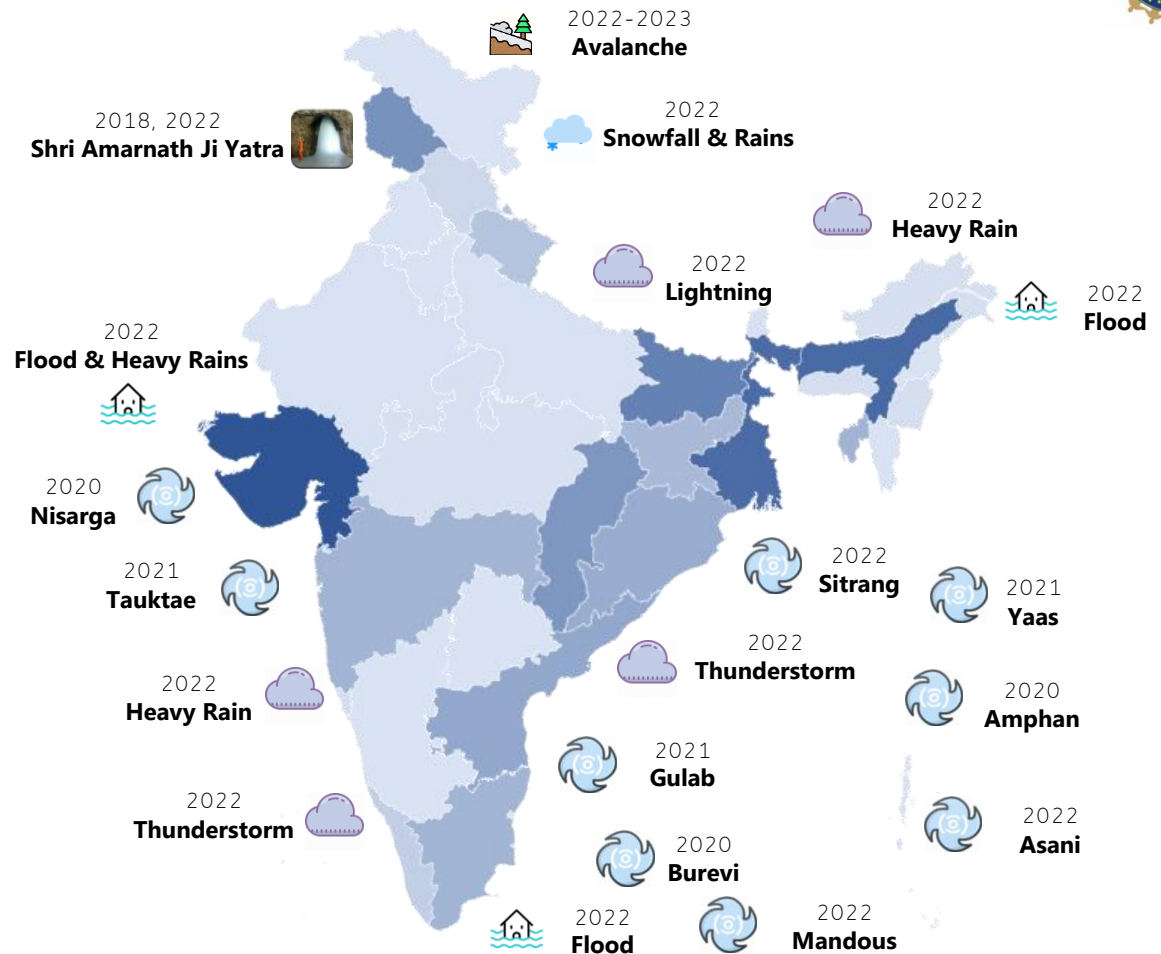 2022-2023
Avalanche
2018, 2022
Shri Amarnath Ji Yatra
2022
Snowfall & Rains
2022
Heavy Rain
2022
Lightning
2022
Flood
2022
Flood & Heavy Rains
2020
Nisarga
2021
Tauktae
2022
Sitrang
2021
Yaas
2022
Thunderstorm
2022
Heavy Rain
2020
Amphan
2021
Gulab
2022
Thunderstorm
2022
Asani
2020
Burevi
2022
Flood
2022
Mandous